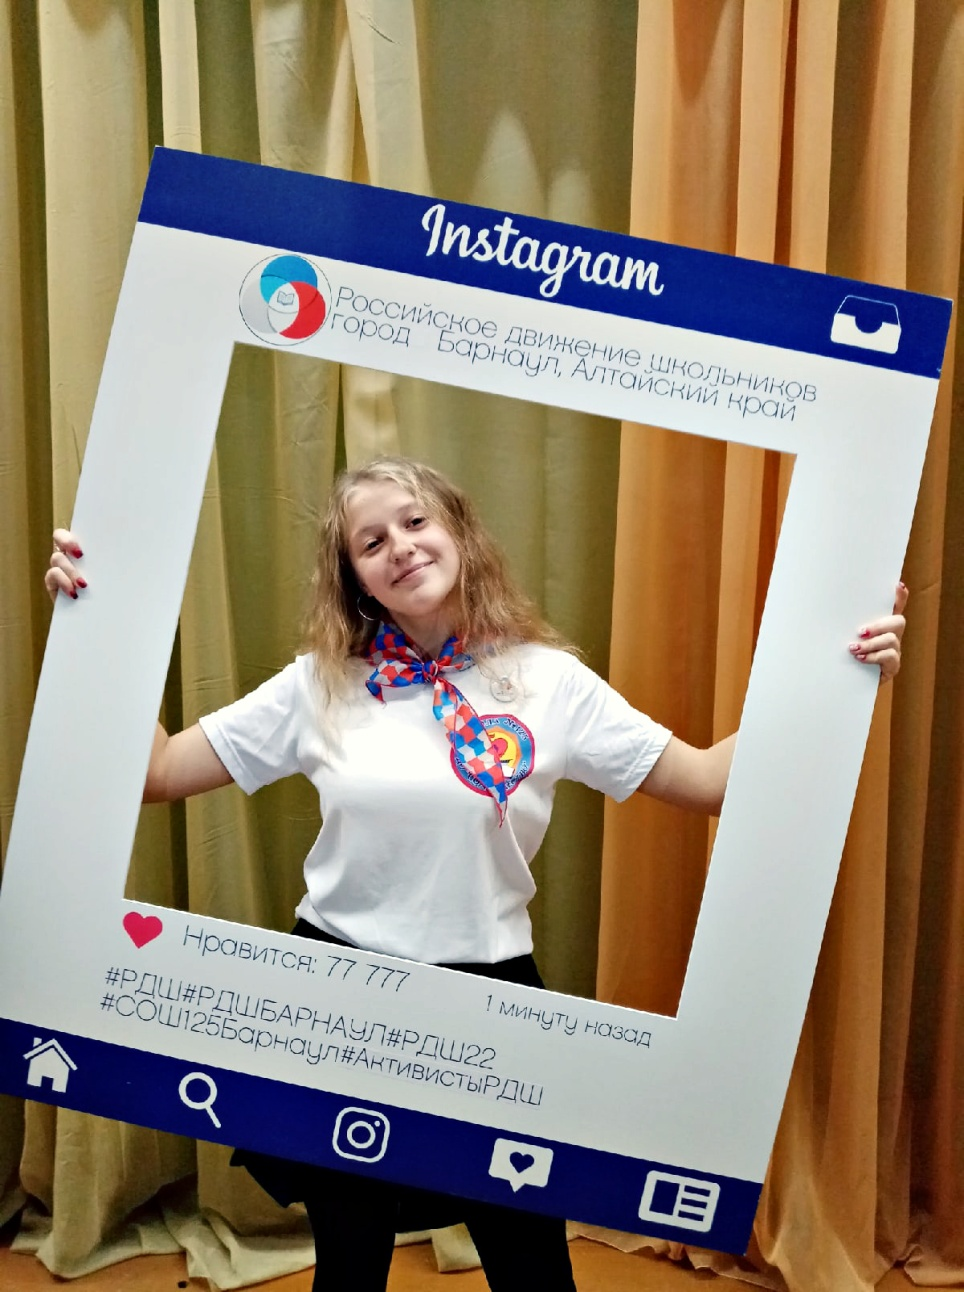 Instagram
Российское движение школьников
город Барнаул, Алтайский край
Нравится: 77 777
1 минуту назад
#РДШ#РДШБАРНАУЛ#РДШ22
#СОШ125Барнаул#АктивистыРДШ